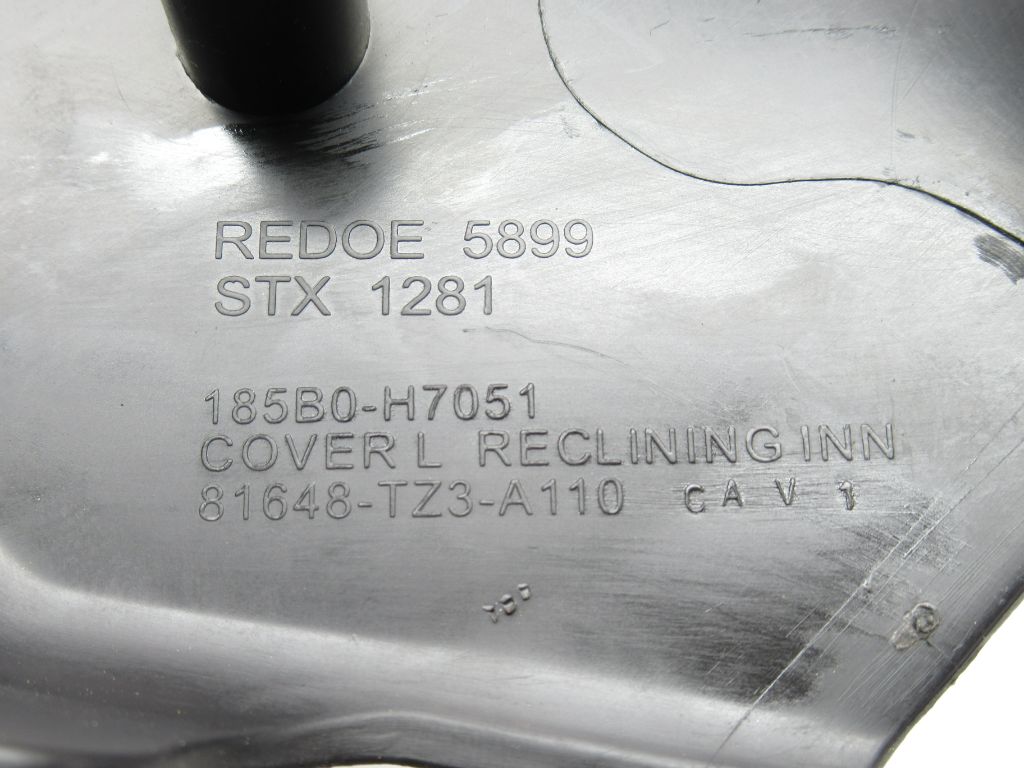 REDOE 5899
STX 1281
185B0-H7051
COVER L RECLINING INN
81648-TZ3-A110 CAV 1